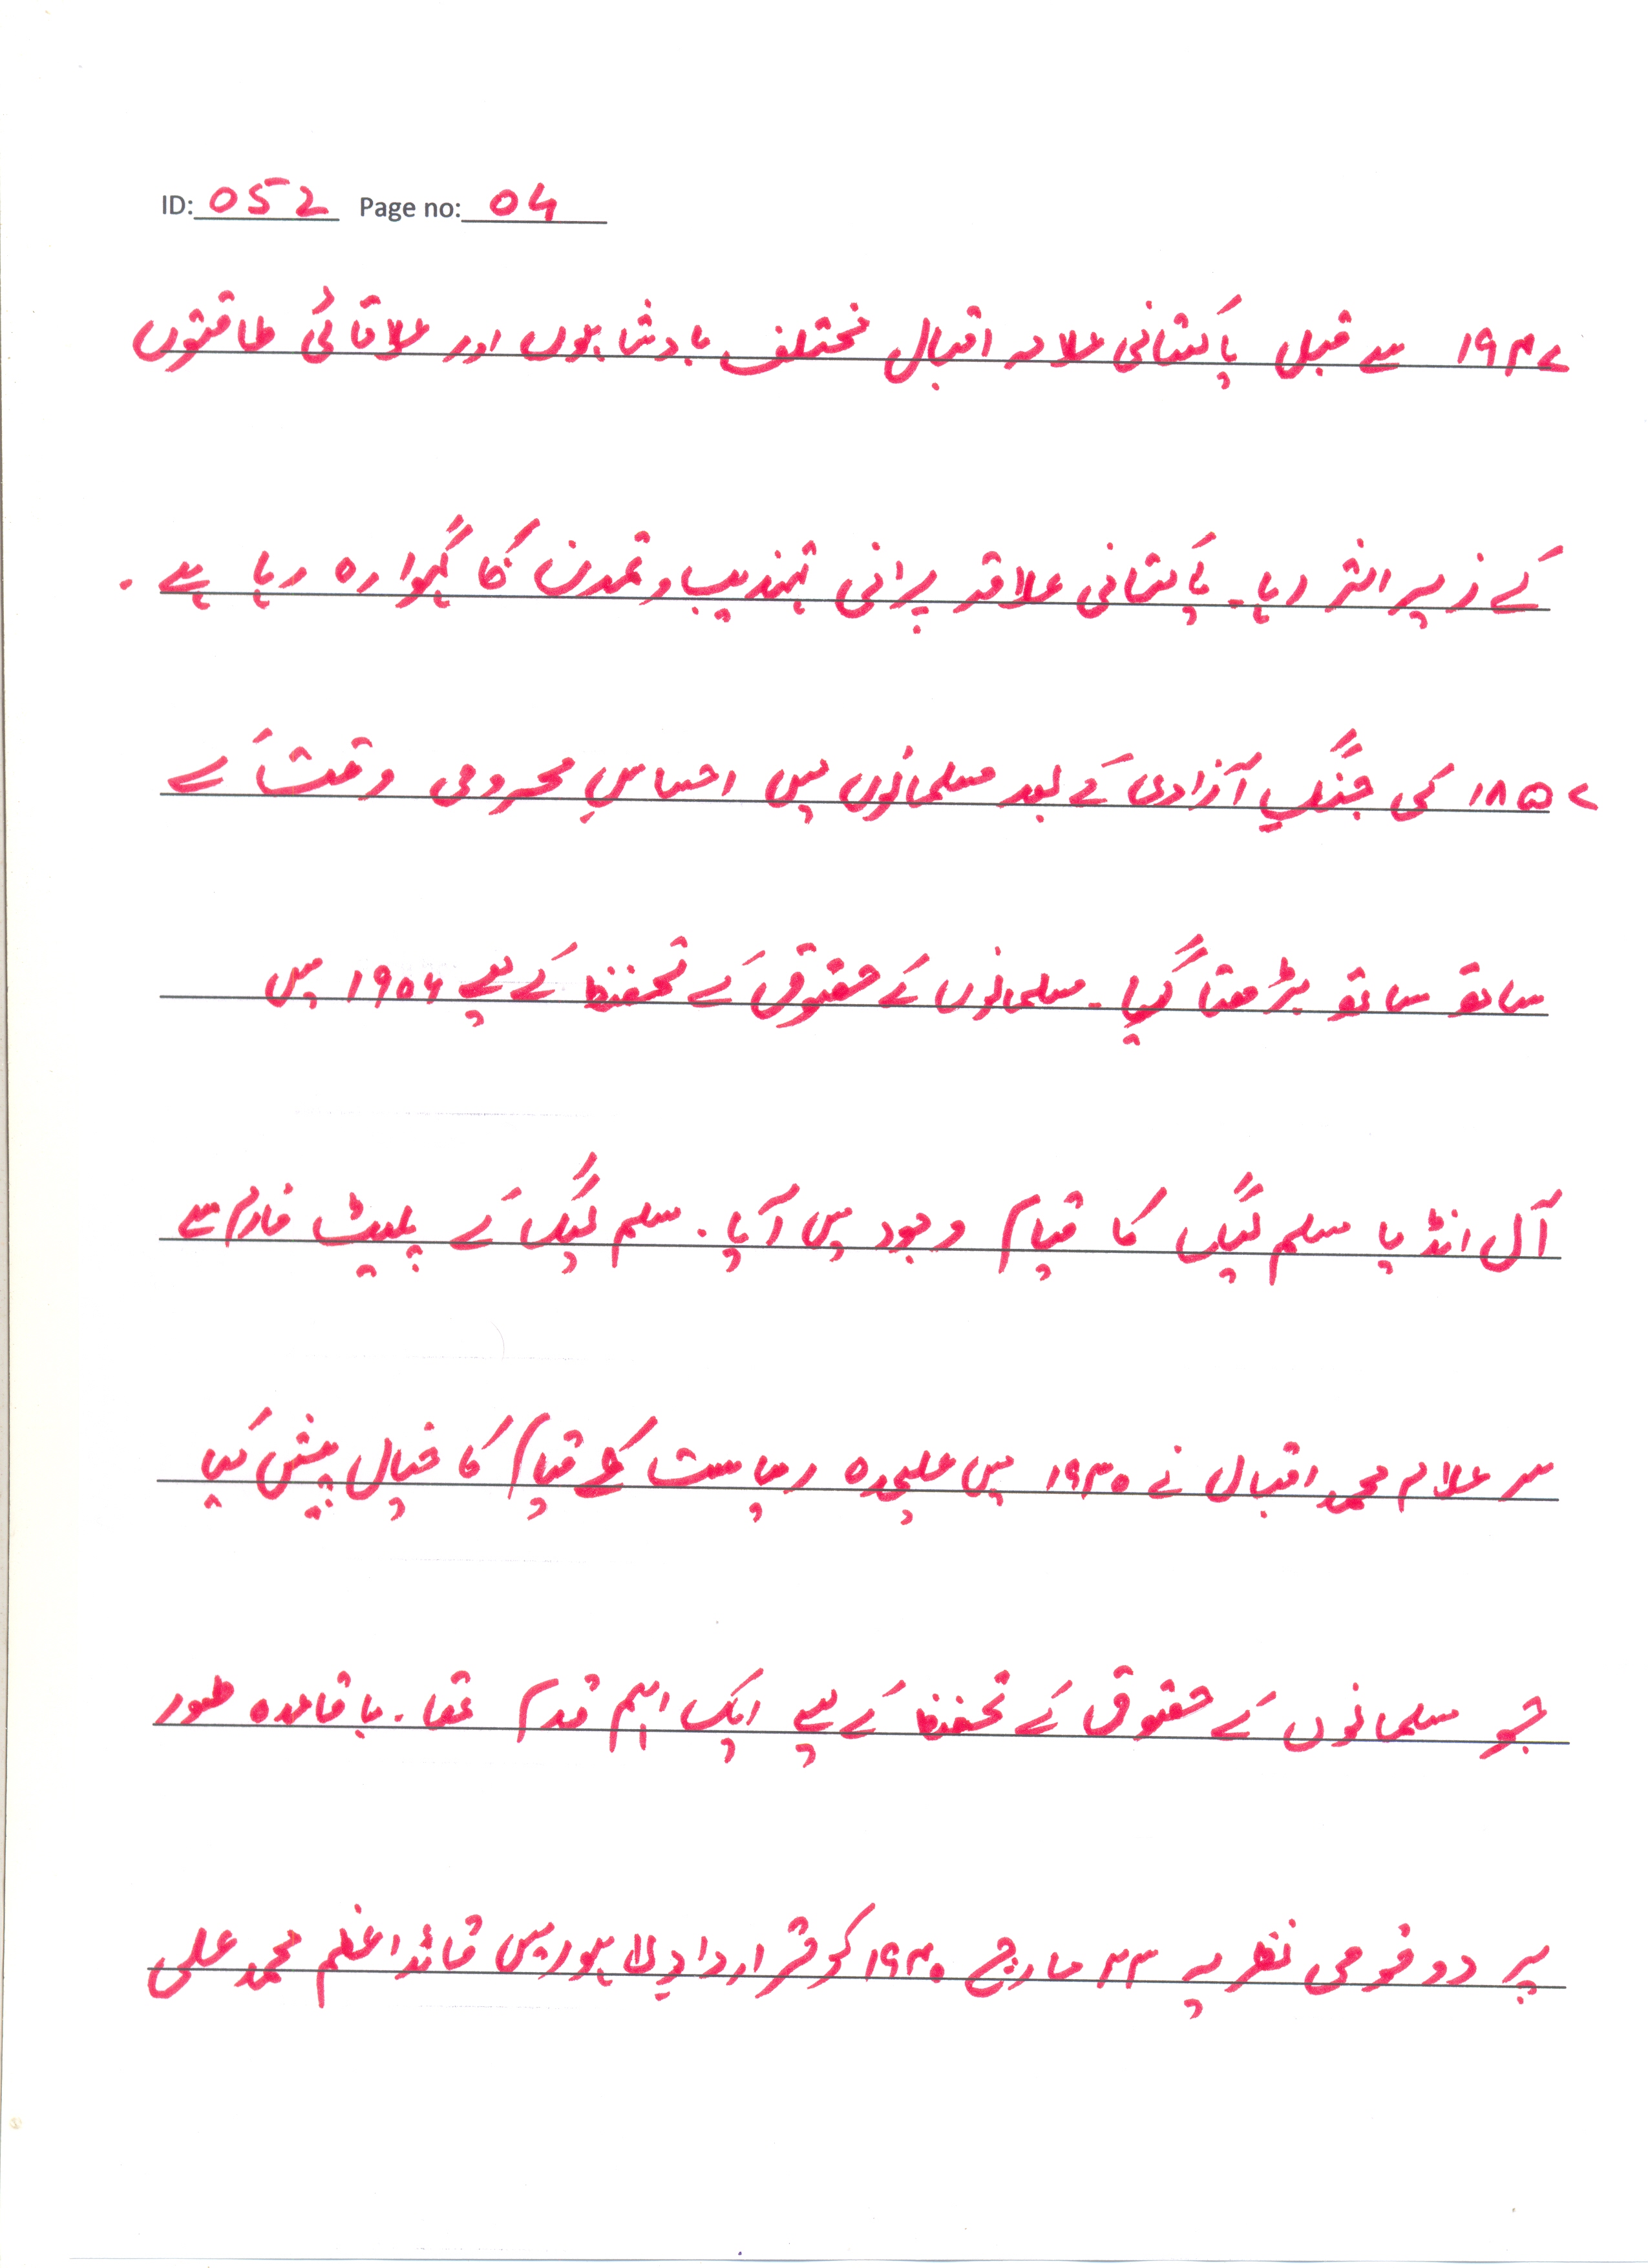 ID: 052 Page no: 04
۱۹۴۷ سے قبل پاکستانی علامہ اقبال مختلف بادشاہوں اور علاقائی طاقتوں
کے زیر اثر رہا۔ پاکستانی علاقہ پرانی تہذیب و تمدن کا گہوارہ رہا ہے۔
۱۸۵۷ کی جنگِ آزادی کے بعد مسلمانوں میں احساسِ محرومی وقت کے
ساتھ ساتھ بڑھتا گیا۔ مسلمانوں کے حقوق کے تحفظ کے لیے ۱۹۰۶ میں
آل انڈیا مسلم لیگ کا قیام وجود میں آیا۔ مسلم لیگ کے پلیٹ فارم سے
سر علامہ محمد اقبال نے ۱۹۳۰ میں علیحدہ ریاست کے قیام کا خیال پیش کیا
جو مسلمانوں کے حقوق کے تحفظ کے لیے ایک اہم قدم تھا۔ باقاعدہ طور
پر دو قومی نظریہ ۲۳ مارچ ۱۹۴۰ کو قرارداد لاہور میں قائد اعظم محمد علی